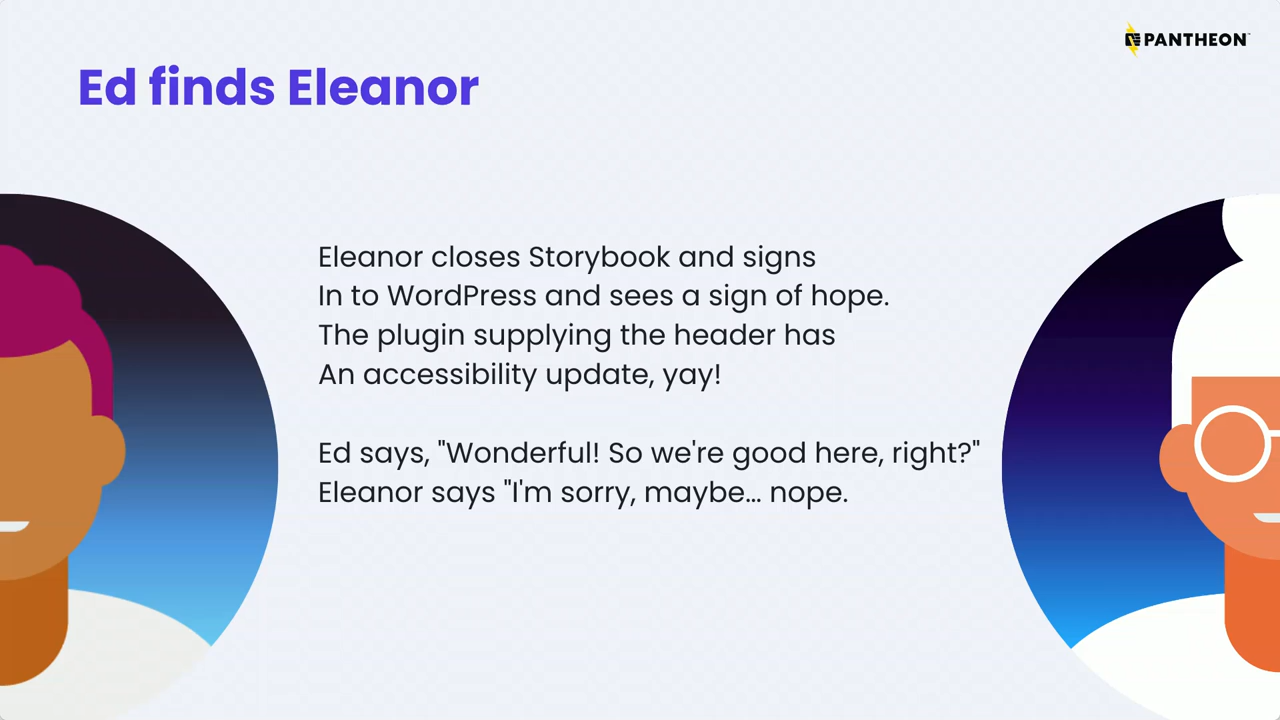 PANTHEON
Ed finds Eleanor
Eleanor closes Storybook and signs
In to WordPress and sees a sign of hope.
The plugin supplying the header has
An accessibility update, yay!
Ed says, "Wonderful! So we're good here, right?"
Eleanor says "I'm sorry, maybe... nope.